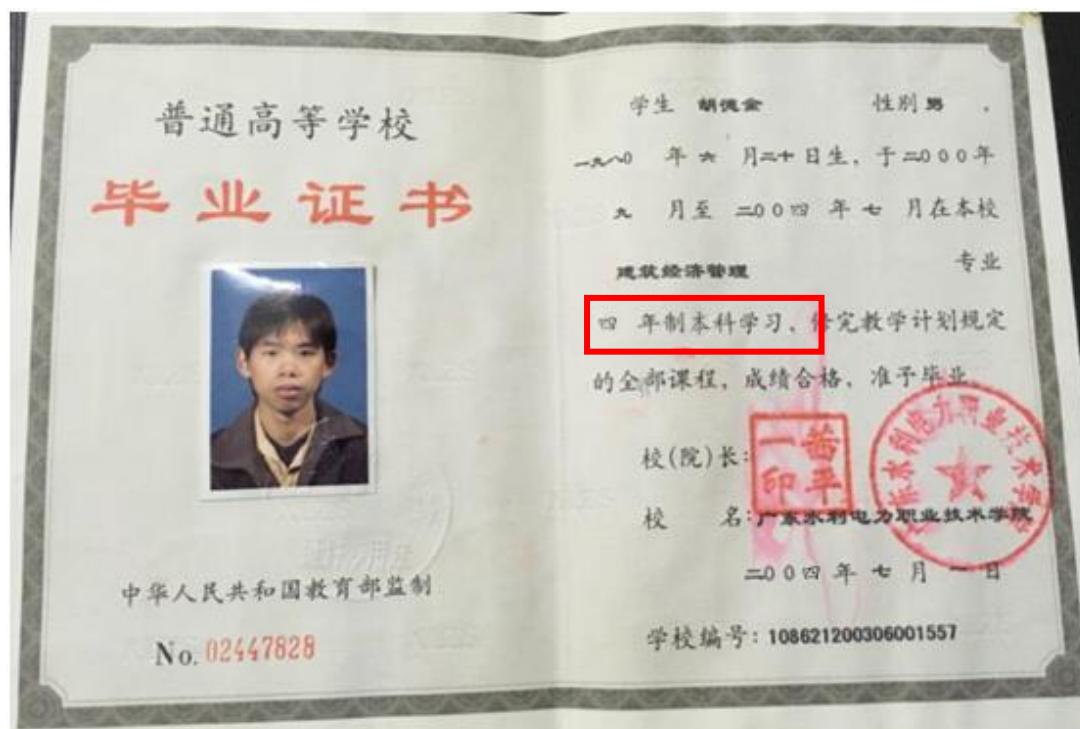 普通高等学校
毕业证书
中华人民共和国教育部监制
No. 02447828
学生 胡德金 性别 男 .
一九八〇 年 六 月二十日生, 于二〇〇〇年
九 月至 二〇〇四 年 七 月在本校
建筑经济管理 专业
四 年制本科学习、修完教学计划规定
的全部课程, 成绩合格, 准予毕业。
校(院)长:
校 名: 广东水利电力职业技术学院
二〇〇四 年 七 月 一 日
学校编号: 108621200306001557